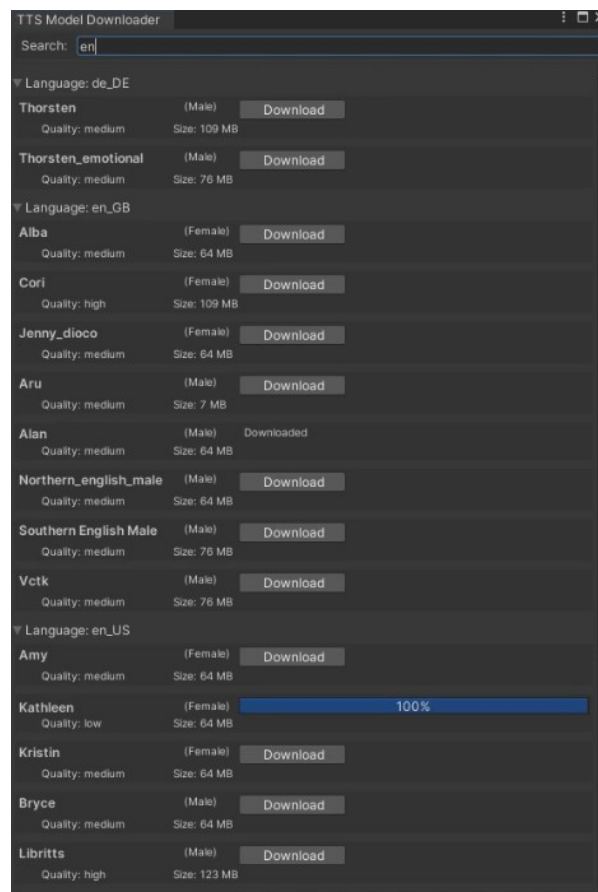 TTS Model Downloader
Search: en
Language: de_DE
Thorsten (Male) Download
Quality: medium Size: 109 MB
Thorsten_emotional (Male) Download
Quality: medium Size: 76 MB
Language: en_GB
Alba (Female) Download
Quality: medium Size: 64 MB
Cori (Female) Download
Quality: high Size: 109 MB
Jenny_dioco (Female) Download
Quality: medium Size: 64 MB
Aru (Male) Download
Quality: medium Size: 7 MB
Alan (Male) Downloaded
Quality: medium Size: 64 MB
Northern_english_male (Male) Download
Quality: medium Size: 64 MB
Southern English Male (Male) Download
Quality: medium Size: 76 MB
Vctk (Male) Download
Quality: medium Size: 76 MB
Language: en_US
Amy (Female) Download
Quality: medium Size: 64 MB
Kathleen (Female) 100%
Quality: low Size: 64 MB
Kristin (Female) Download
Quality: medium Size: 64 MB
Bryce (Male) Download
Quality: medium Size: 64 MB
Libritts (Male) Download
Quality: high Size: 123 MB